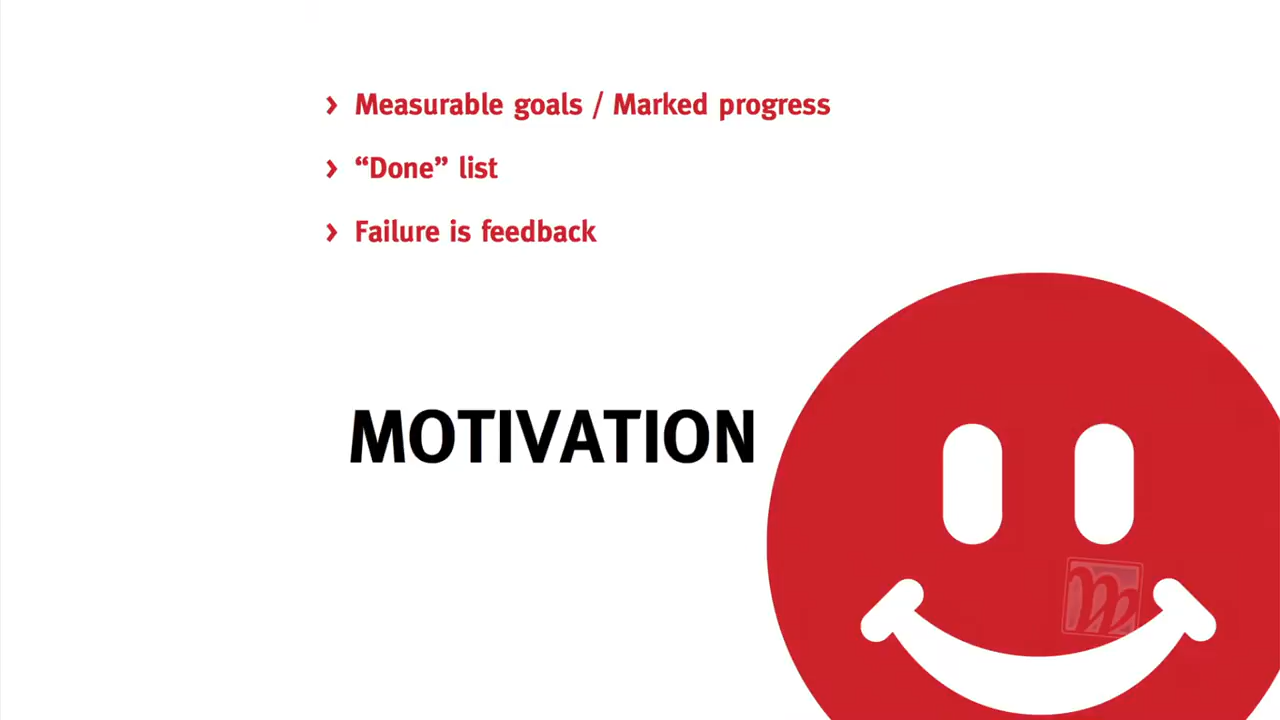 › Measurable goals / Marked progress
› “Done” list
› Failure is feedback
MOTIVATION